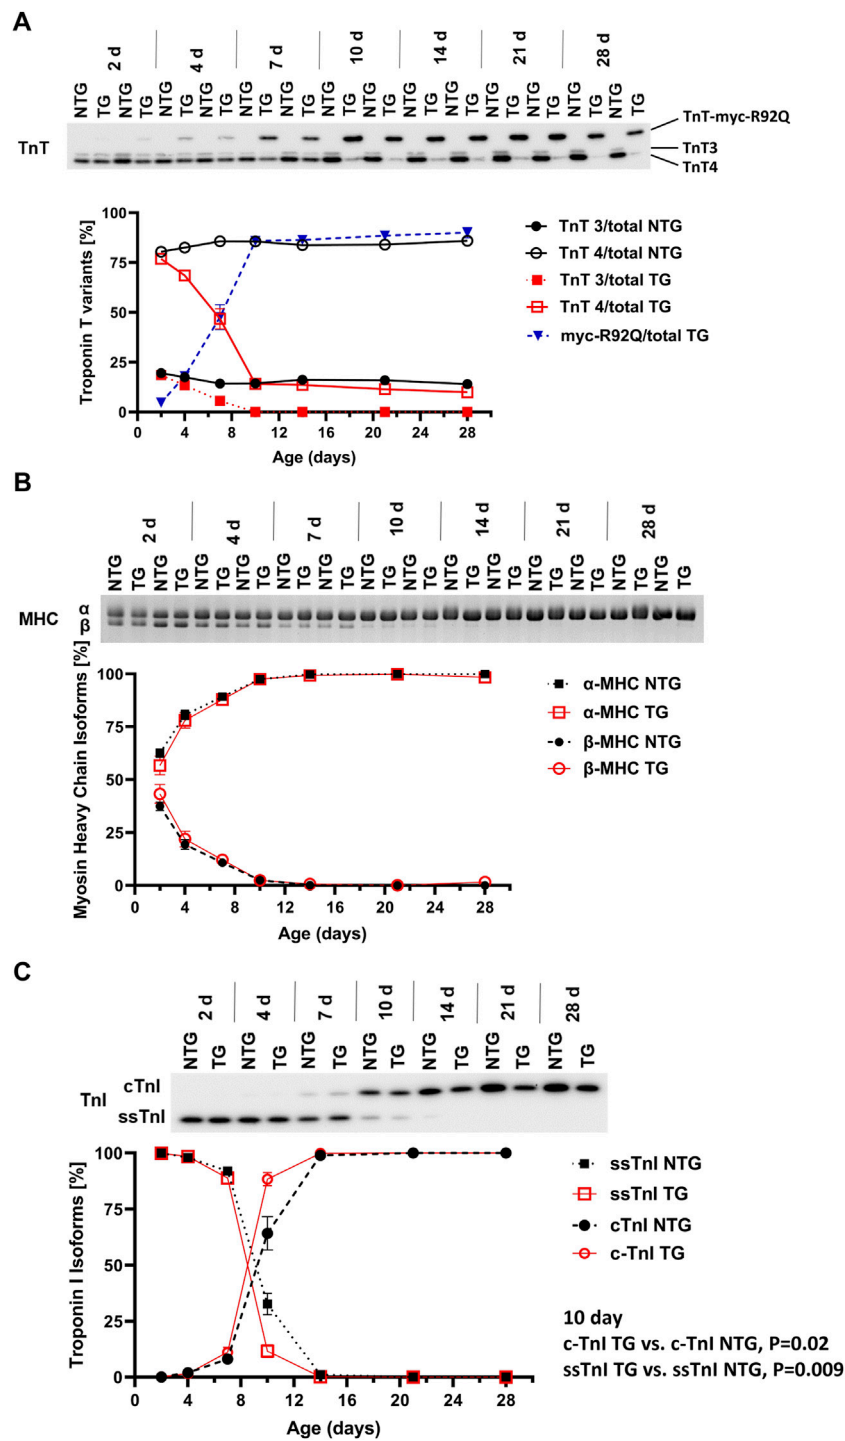 A
2 d 4 d 7 d 10 d 14 d 21 d 28 d
NTG TG NTG TG NTG TG NTG TG NTG TG NTG TG NTG TG NTG TG NTG TG NTG TG NTG TG NTG TG NTG TG NTG TG
TnT
TnT-myc-R92Q
TnT3
TnT4
Troponin T variants [%]
100
75
50
25
0
0 4 8 12 16 20 24 28
Age (days)
TnT 3/total NTG
TnT 4/total NTG
TnT 3/total TG
TnT 4/total TG
myc-R92Q/total TG
B
2 d 4 d 7 d 10 d 14 d 21 d 28 d
NTG TG NTG TG NTG TG NTG TG NTG TG NTG TG NTG TG NTG TG NTG TG NTG TG NTG TG NTG TG NTG TG NTG TG
MHC
α
β
Myosin Heavy Chain Isoforms [%]
100
75
50
25
0
0 4 8 12 16 20 24 28
Age (days)
α-MHC NTG
α-MHC TG
β-MHC NTG
β-MHC TG
C
2 d 4 d 7 d 10 d 14 d 21 d 28 d
NTG TG NTG TG NTG TG NTG TG NTG TG NTG TG NTG TG
TnI
cTnI
ssTnI
Troponin I Isoforms [%]
100
75
50
25
0
0 4 8 12 16 20 24 28
Age (days)
ssTnI NTG
ssTnI TG
cTnI NTG
c-TnI TG
10 day
c-TnI TG vs. c-TnI NTG, P=0.02
ssTnI TG vs. ssTnI NTG, P=0.009